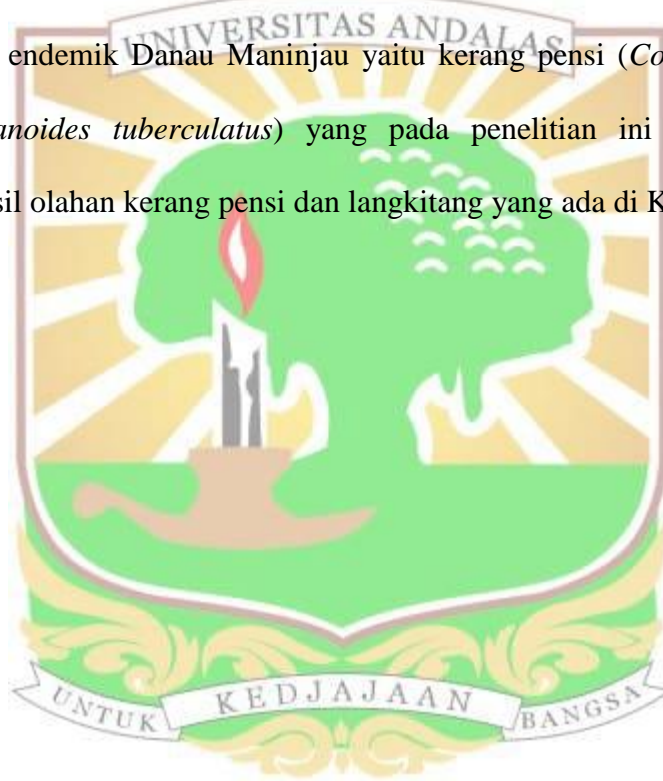 UNIVERSITAS ANDALAS
endemik Danau Maninjau yaitu kerang pensi (Co
anoides tuberculatus) yang pada penelitian ini
sil olahan kerang pensi dan langkitang yang ada di K
UNTUK KEDJAJAAN BANGSA